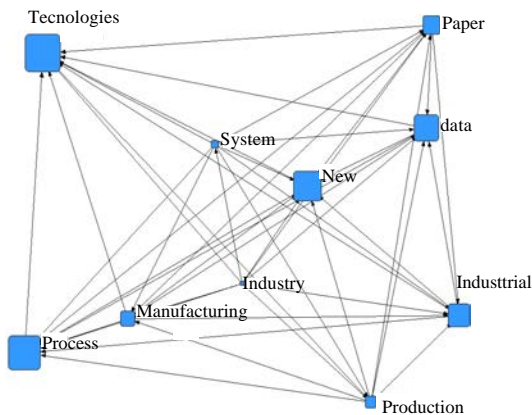 Tecnologies
Paper
data
System
New
Industry
Industtrial
Manufacturing
Process
Production